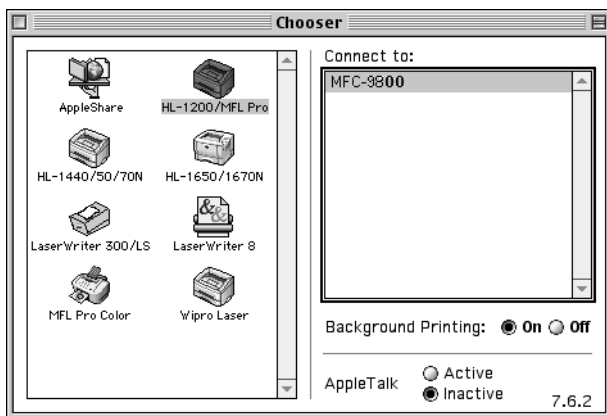 Chooser
AppleShare
HL-1200/MFL Pro
HL-1440/50/70N
HL-1650/1670N
LaserWriter 300/LS
LaserWriter 8
MFL Pro Color
Wipro Laser
Connect to:
MFC-9800
Background Printing: On Off
AppleTalk
Active
Inactive
7.6.2